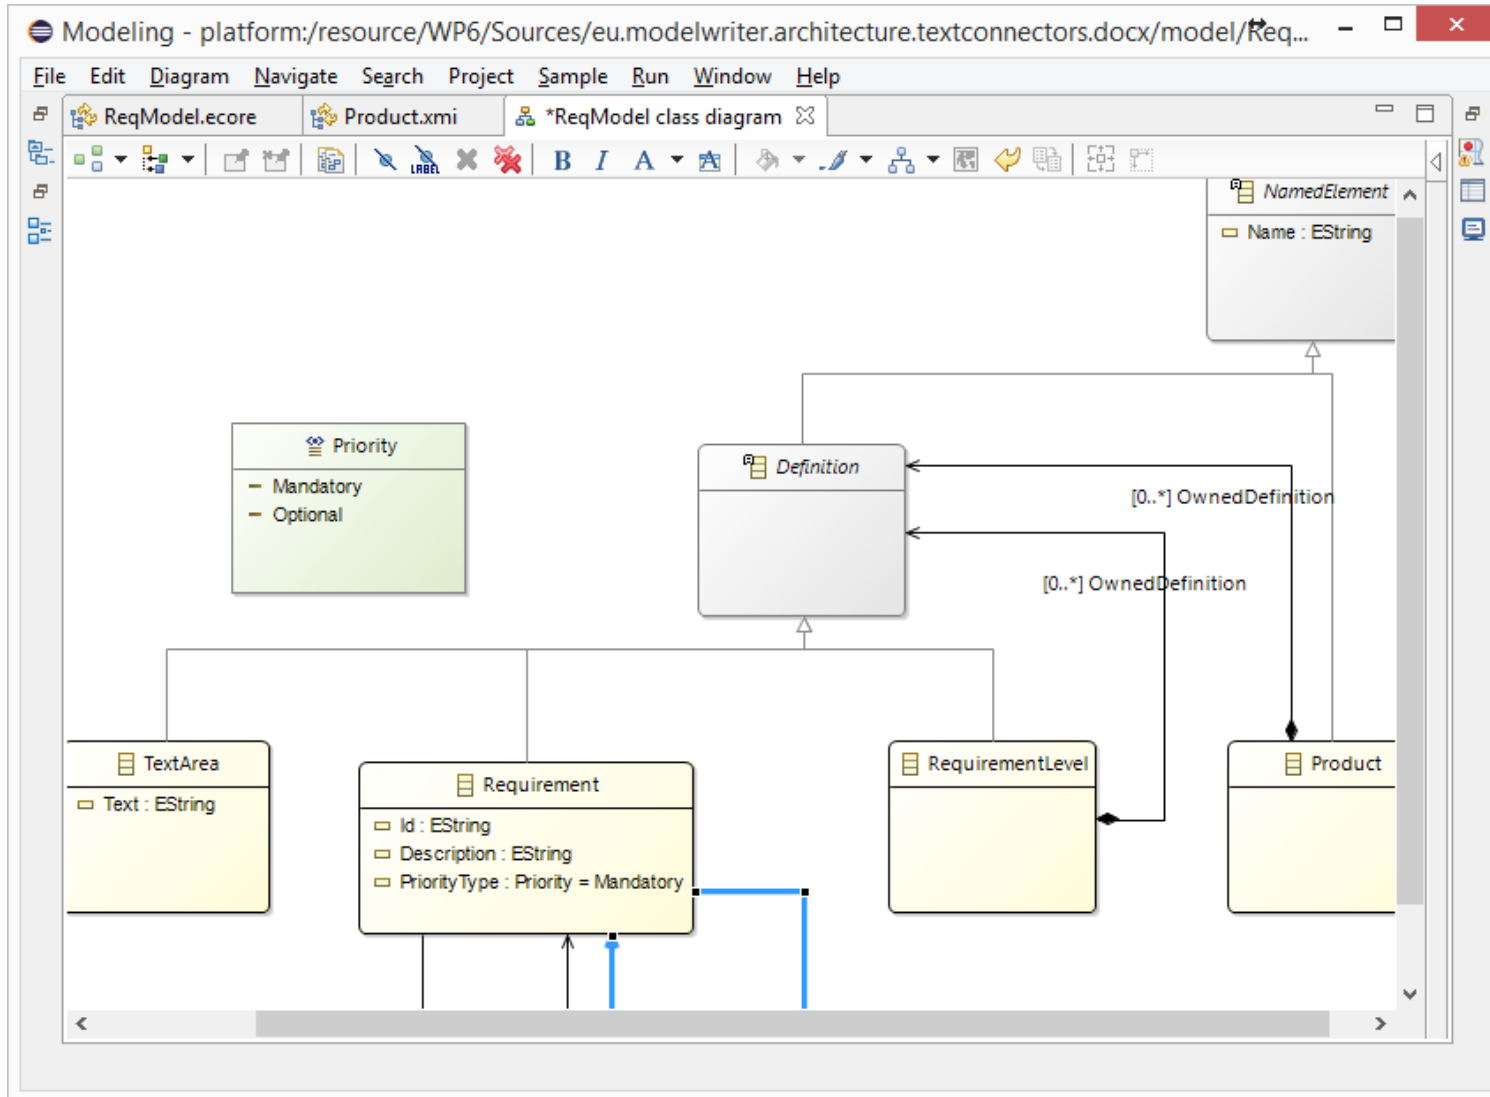 Modeling - platform:/resource/WP6/Sources/eu.modelwriter.architecture.textconnectors.docx/model/Req...
File Edit Diagram Navigate Search Project Sample Run Window Help
ReqModel.ecore Product.xmi *ReqModel class diagram
LABEL B I A A
NamedElement
Name : EString
Priority
Mandatory
Optional
Definition
[0..*] OwnedDefinition
[0..*] OwnedDefinition
TextArea
Text : EString
Requirement
Id : EString
Description : EString
PriorityType : Priority = Mandatory
RequirementLevel
Product